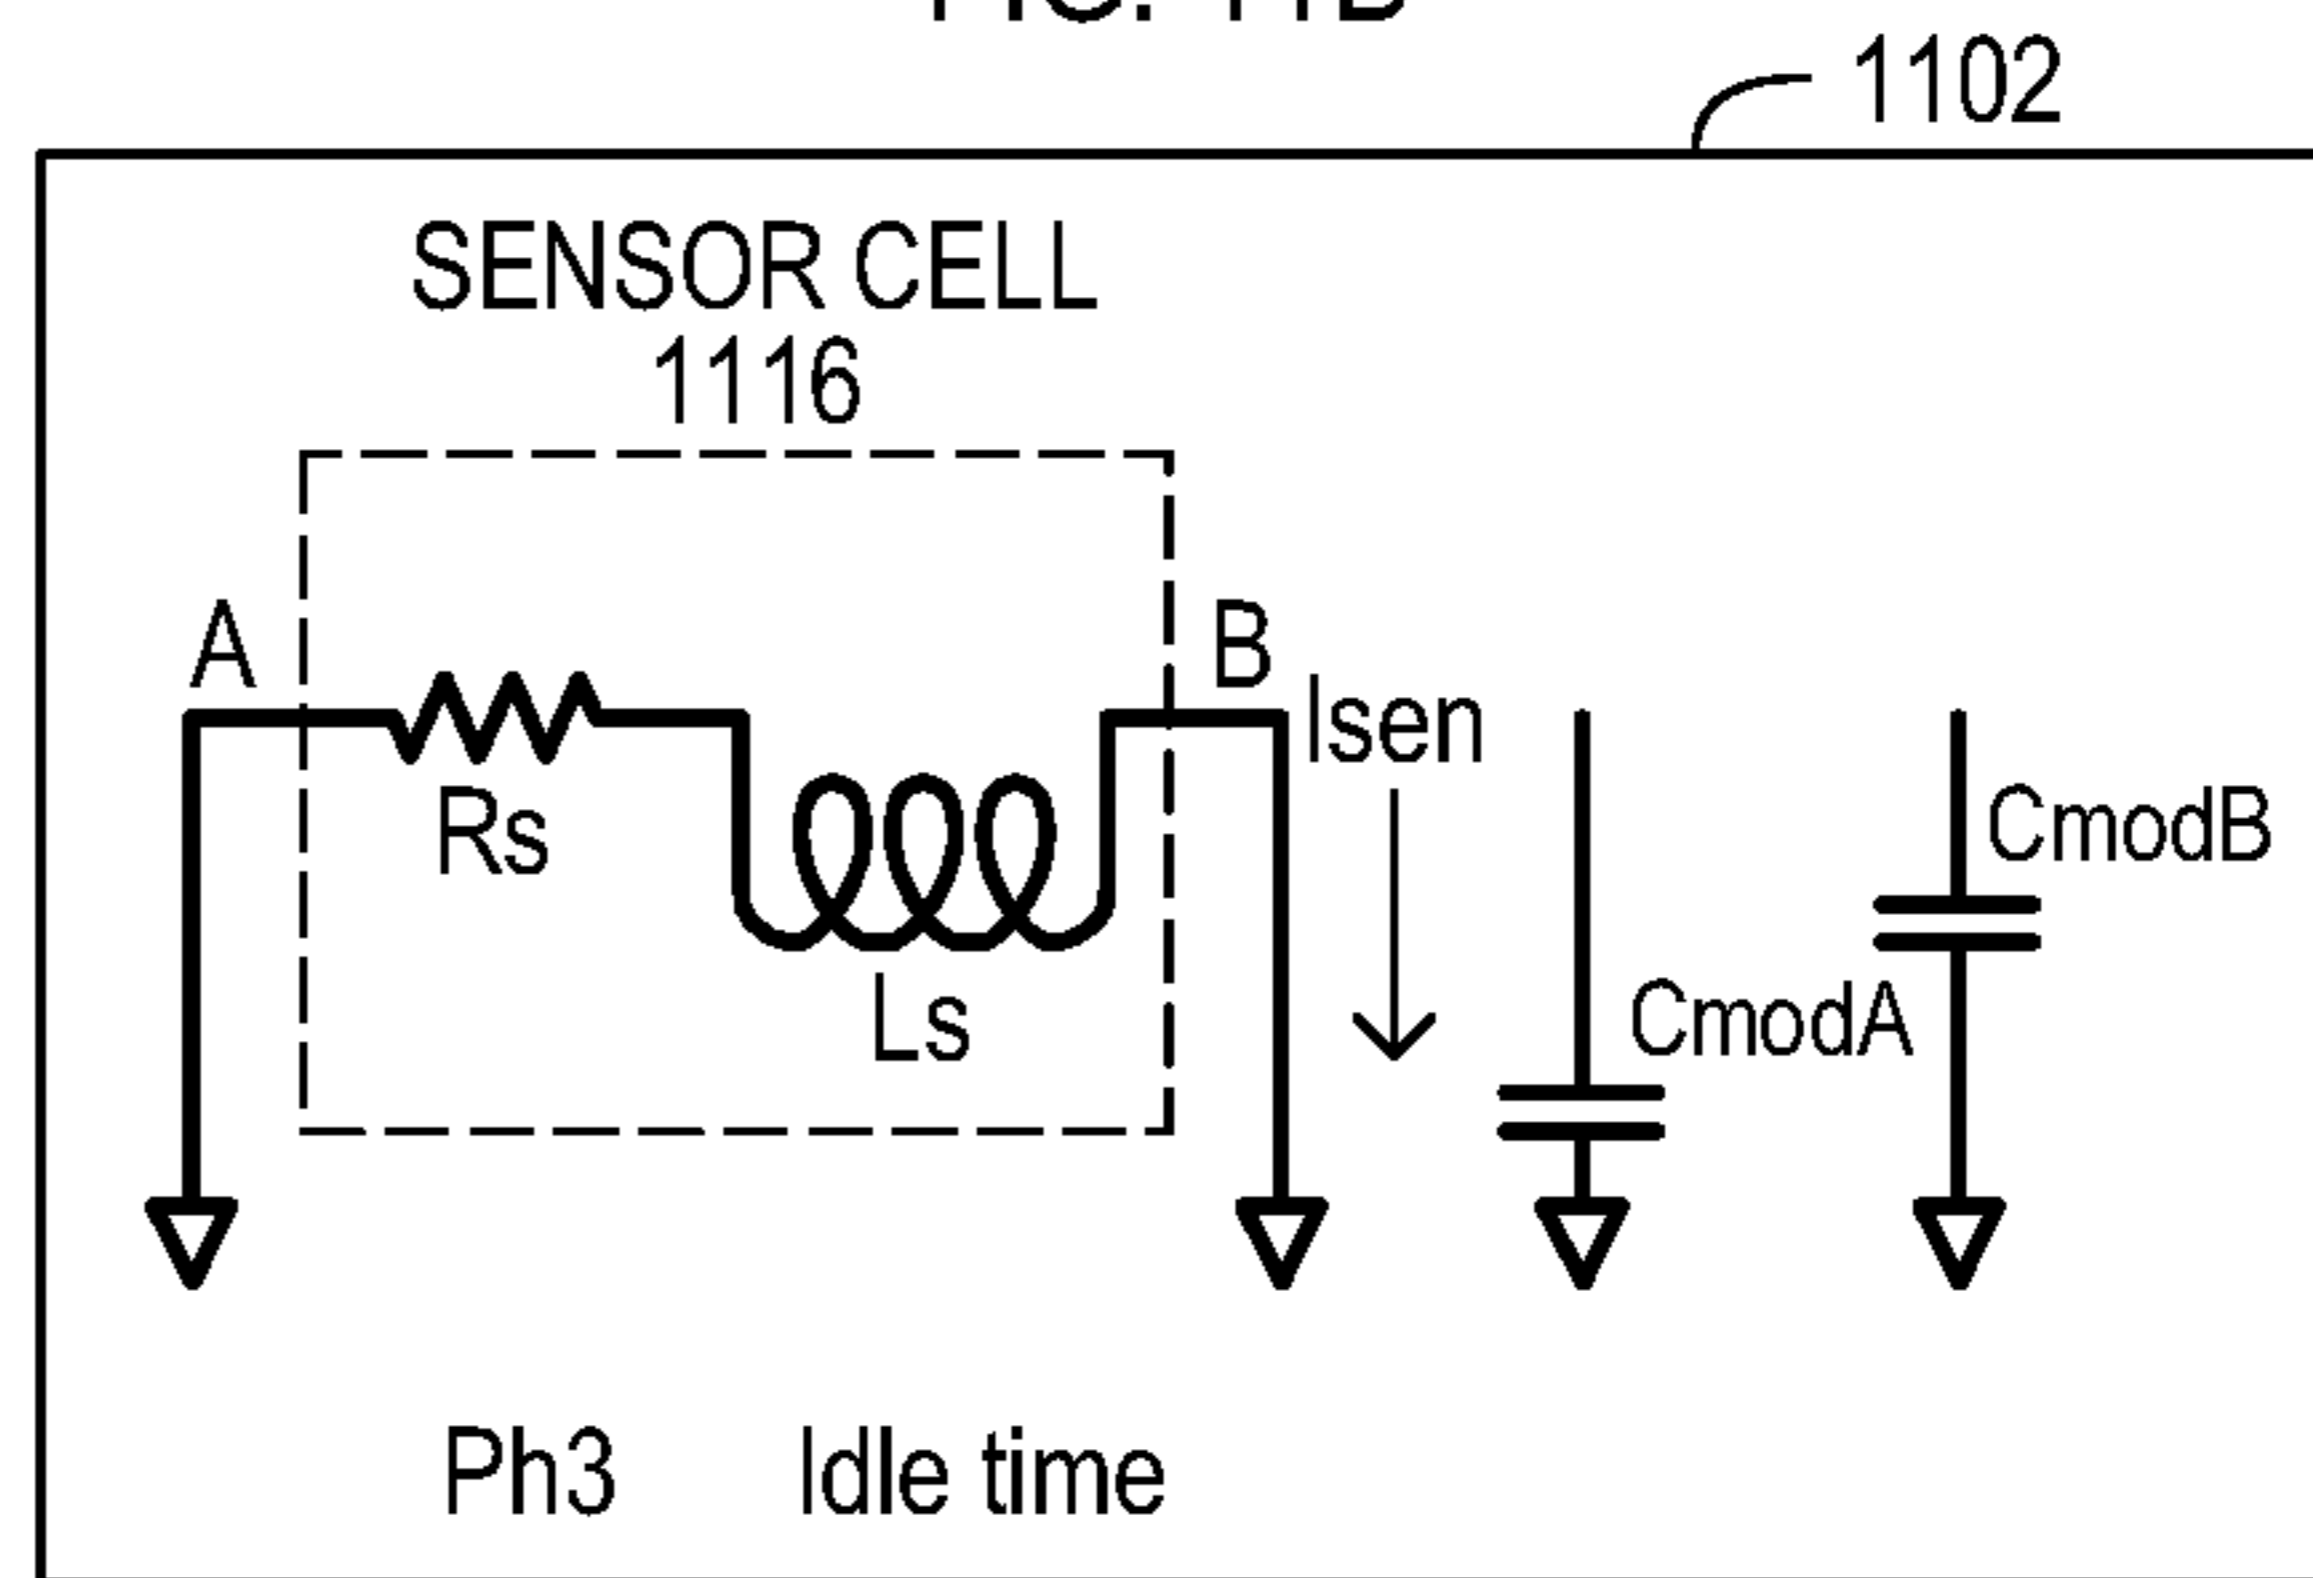 1102
SENSOR CELL
1116
A
B
Isen
Rs
CmodB
Ls
CmodA
Ph3 Idle time